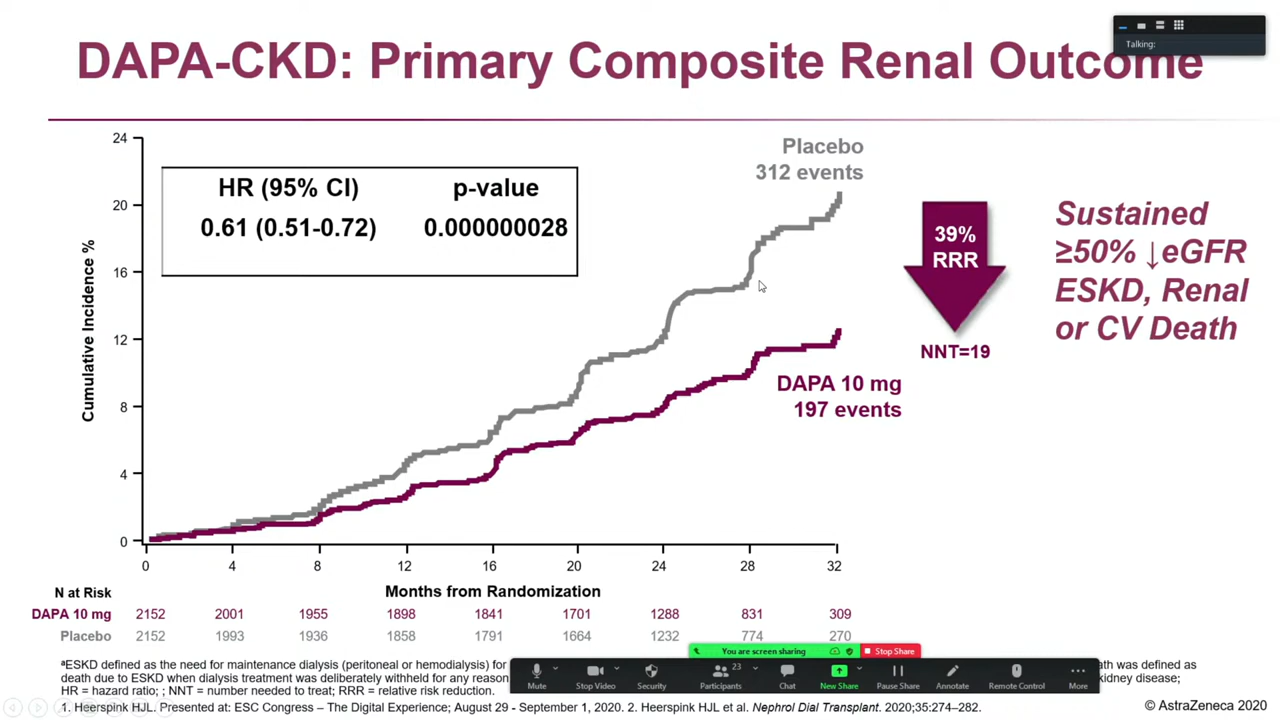 DAPA-CKD: Primary Composite Renal Outcome
Talking:
24
20
16
12
8
4
0
Cumulative Incidence %
HR (95% CI)
p-value
0.61 (0.51-0.72)
0.000000028
Placebo
312 events
DAPA 10 mg
197 events
39%
RRR
NNT=19
Sustained
≥50% ↓eGFR
ESKD, Renal
or CV Death
0 4 8 12 16 20 24 28 32
Months from Randomization
N at Risk
DAPA 10 mg 2152 2001 1955 1898 1841 1701 1288 831 309
Placebo 2152 1993 1936 1858 1791 1664 1232 774 270
You are screen sharing
Stop Share
Mute
Stop Video
Security
23
Participants
Chat
New Share
Pause Share
Annotate
Remote Control
More
ᵃESKD defined as the need for maintenance dialysis (peritoneal or hemodialysis) for
ath was defined as
death due to ESKD when dialysis treatment was deliberately withheld for any reason.
kidney disease;
HR = hazard ratio; ; NNT = number needed to treat; RRR = relative risk reduction.
1. Heerspink HJL. Presented at: ESC Congress – The Digital Experience; August 29 - September 1, 2020. 2. Heerspink HJL et al. Nephrol Dial Transplant. 2020;35:274–282.
© AstraZeneca 2020